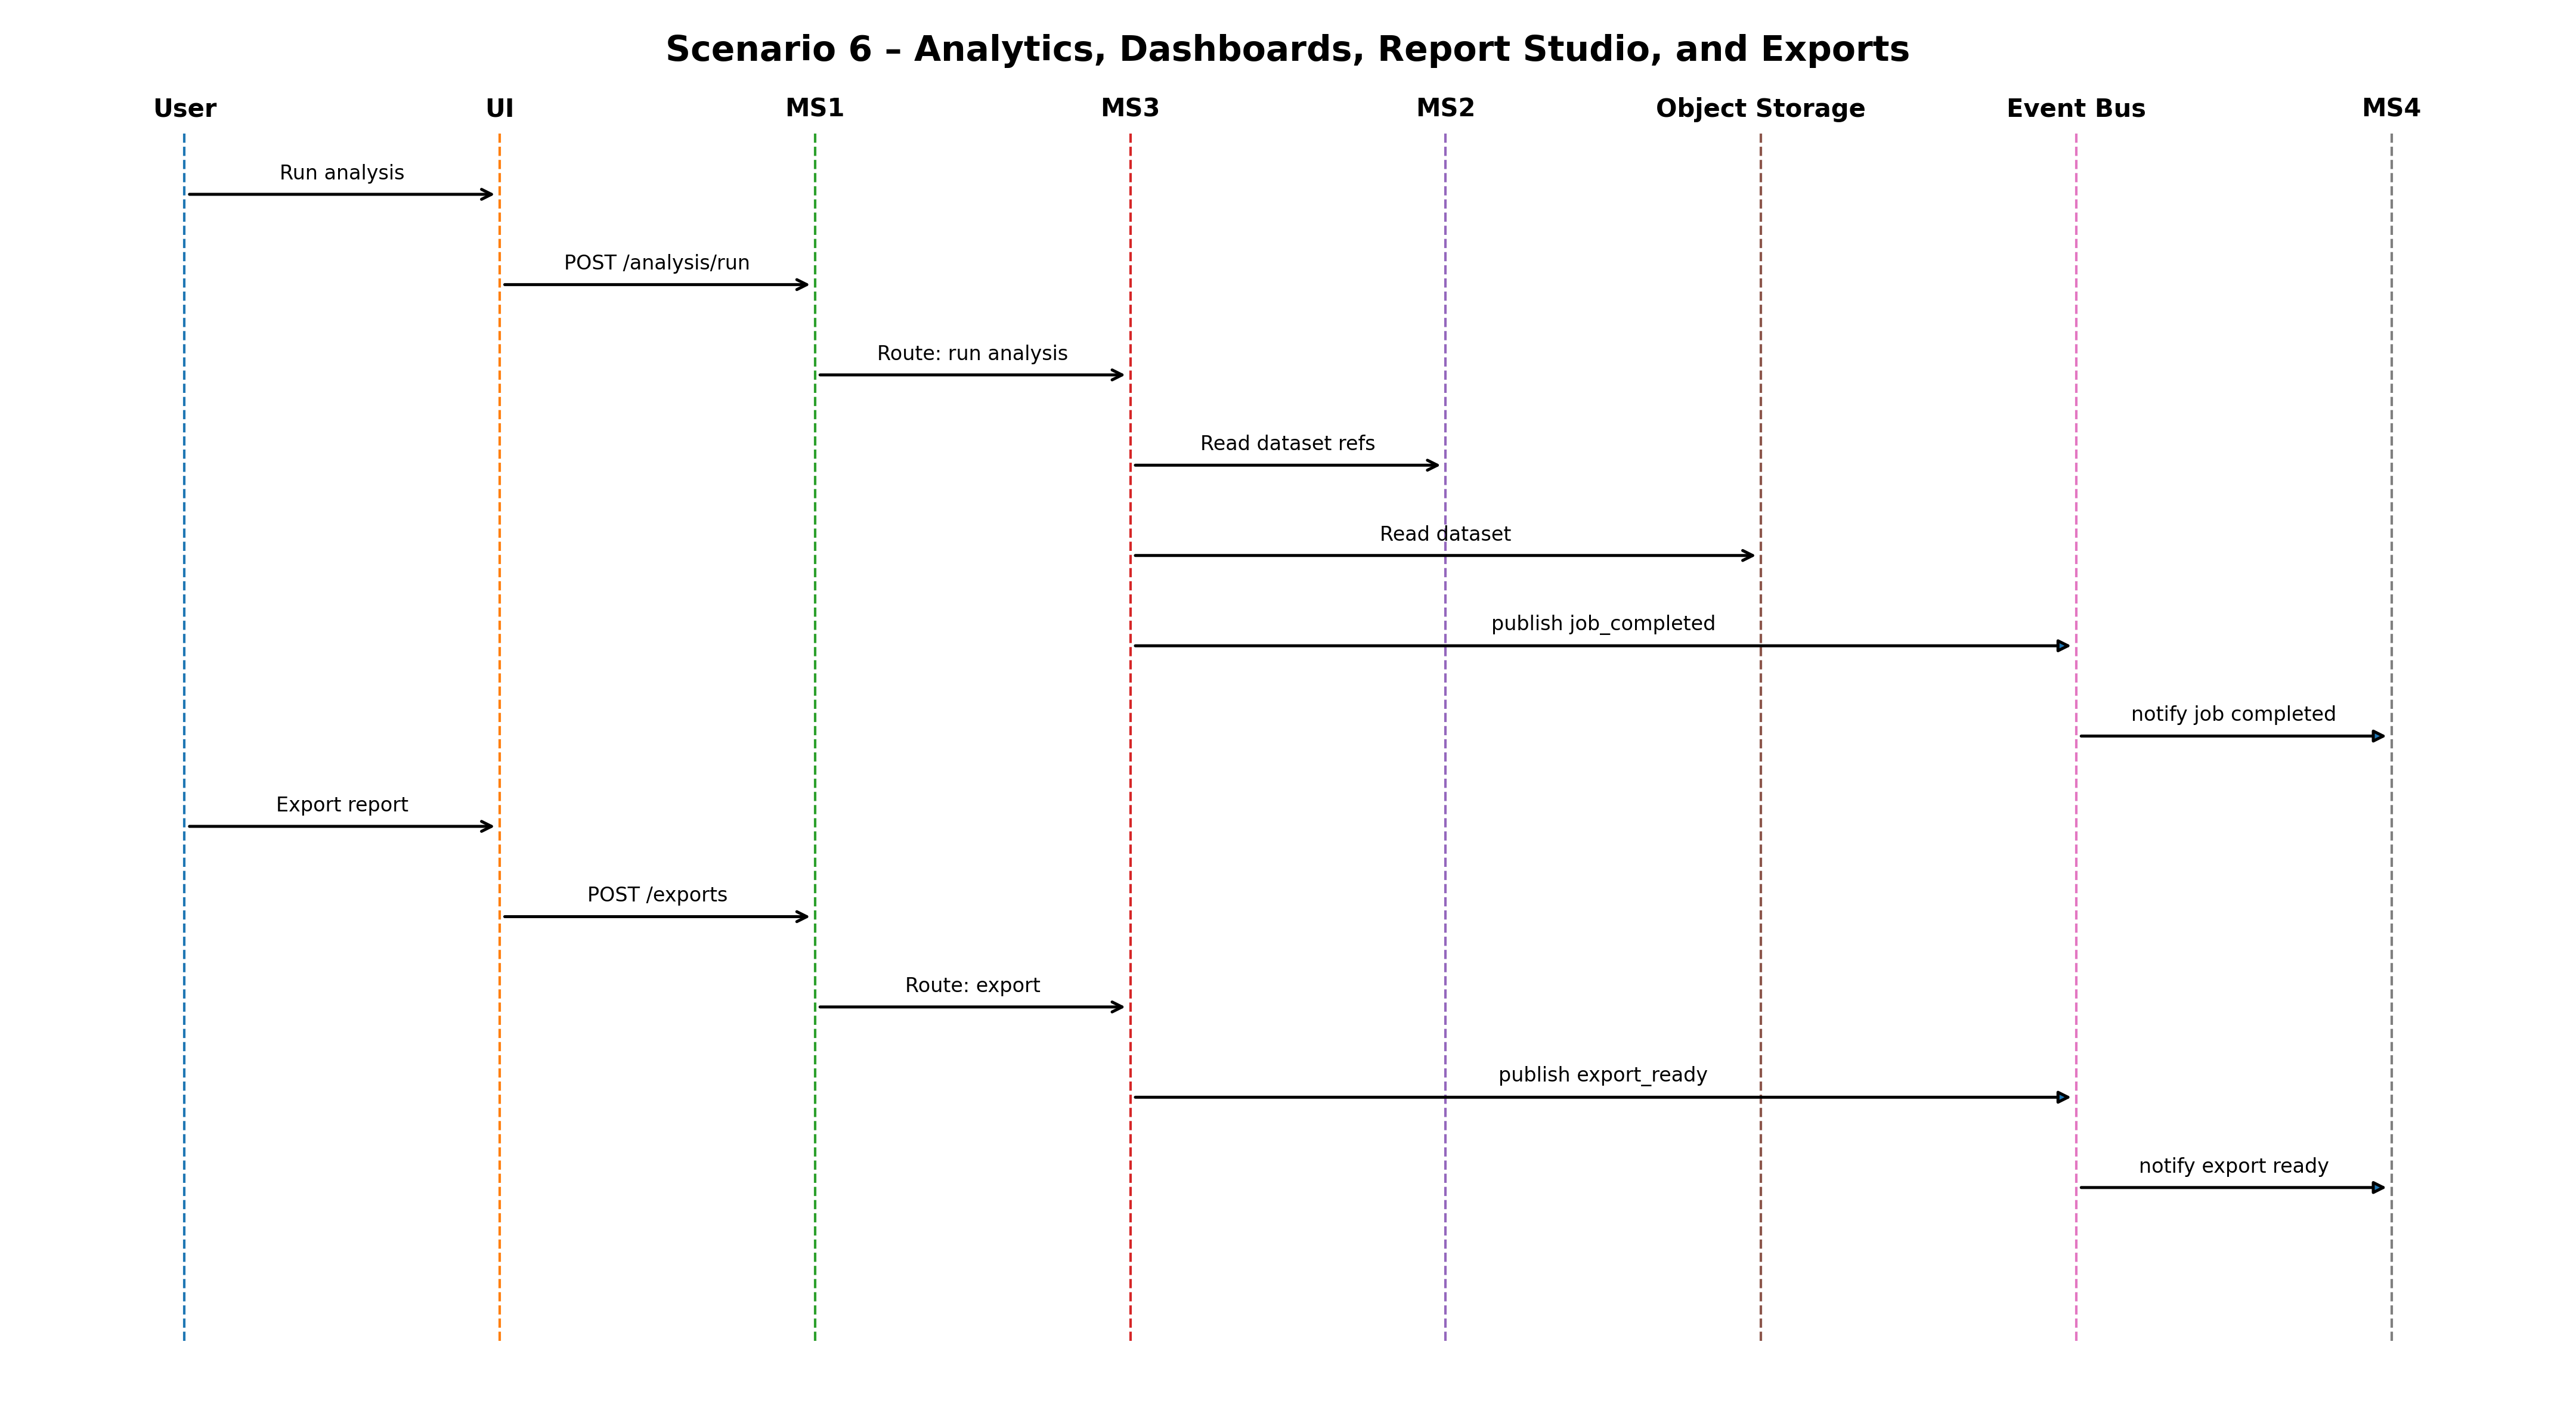 Scenario 6 – Analytics, Dashboards, Report Studio, and Exports
User UI MS1 MS3 MS2 Object Storage Event Bus MS4
Run analysis
POST /analysis/run
Route: run analysis
Read dataset refs
Read dataset
publish job_completed
notify job completed
Export report
POST /exports
Route: export
publish export_ready
notify export ready